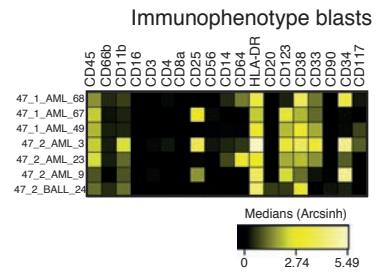 Immunophenotype blasts
CD45 CD66b CD11b CD16 CD3 CD4 CD8a CD25 CD56 CD14 CD64 HLA-DR CD20 CD123 CD38 CD33 CD90 CD34 CD117
47_1_AML_68
47_1_AML_67
47_1_AML_49
47_2_AML_3
47_2_AML_23
47_2_AML_9
47_2_BALL_24
Medians (Arcsinh)
0 2.74 5.49